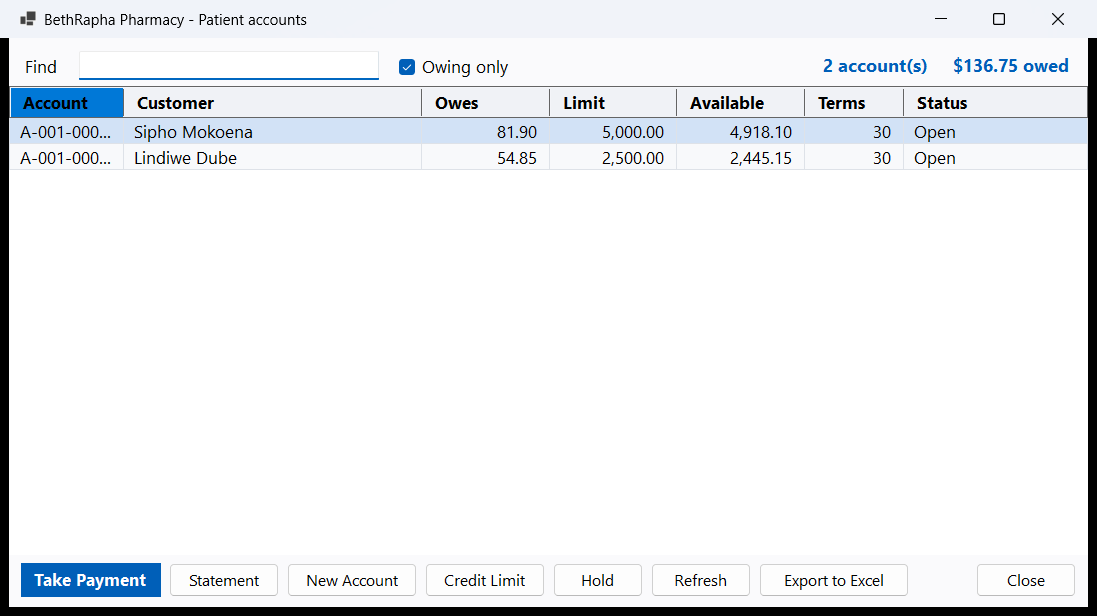 BethRapha Pharmacy - Patient accounts
Find Owing only 2 account(s) $136.75 owed
Account Customer Owes Limit Available Terms Status
A-001-000... Sipho Mokoena 81.90 5,000.00 4,918.10 30 Open
A-001-000... Lindiwe Dube 54.85 2,500.00 2,445.15 30 Open
Take Payment Statement New Account Credit Limit Hold Refresh Export to Excel Close